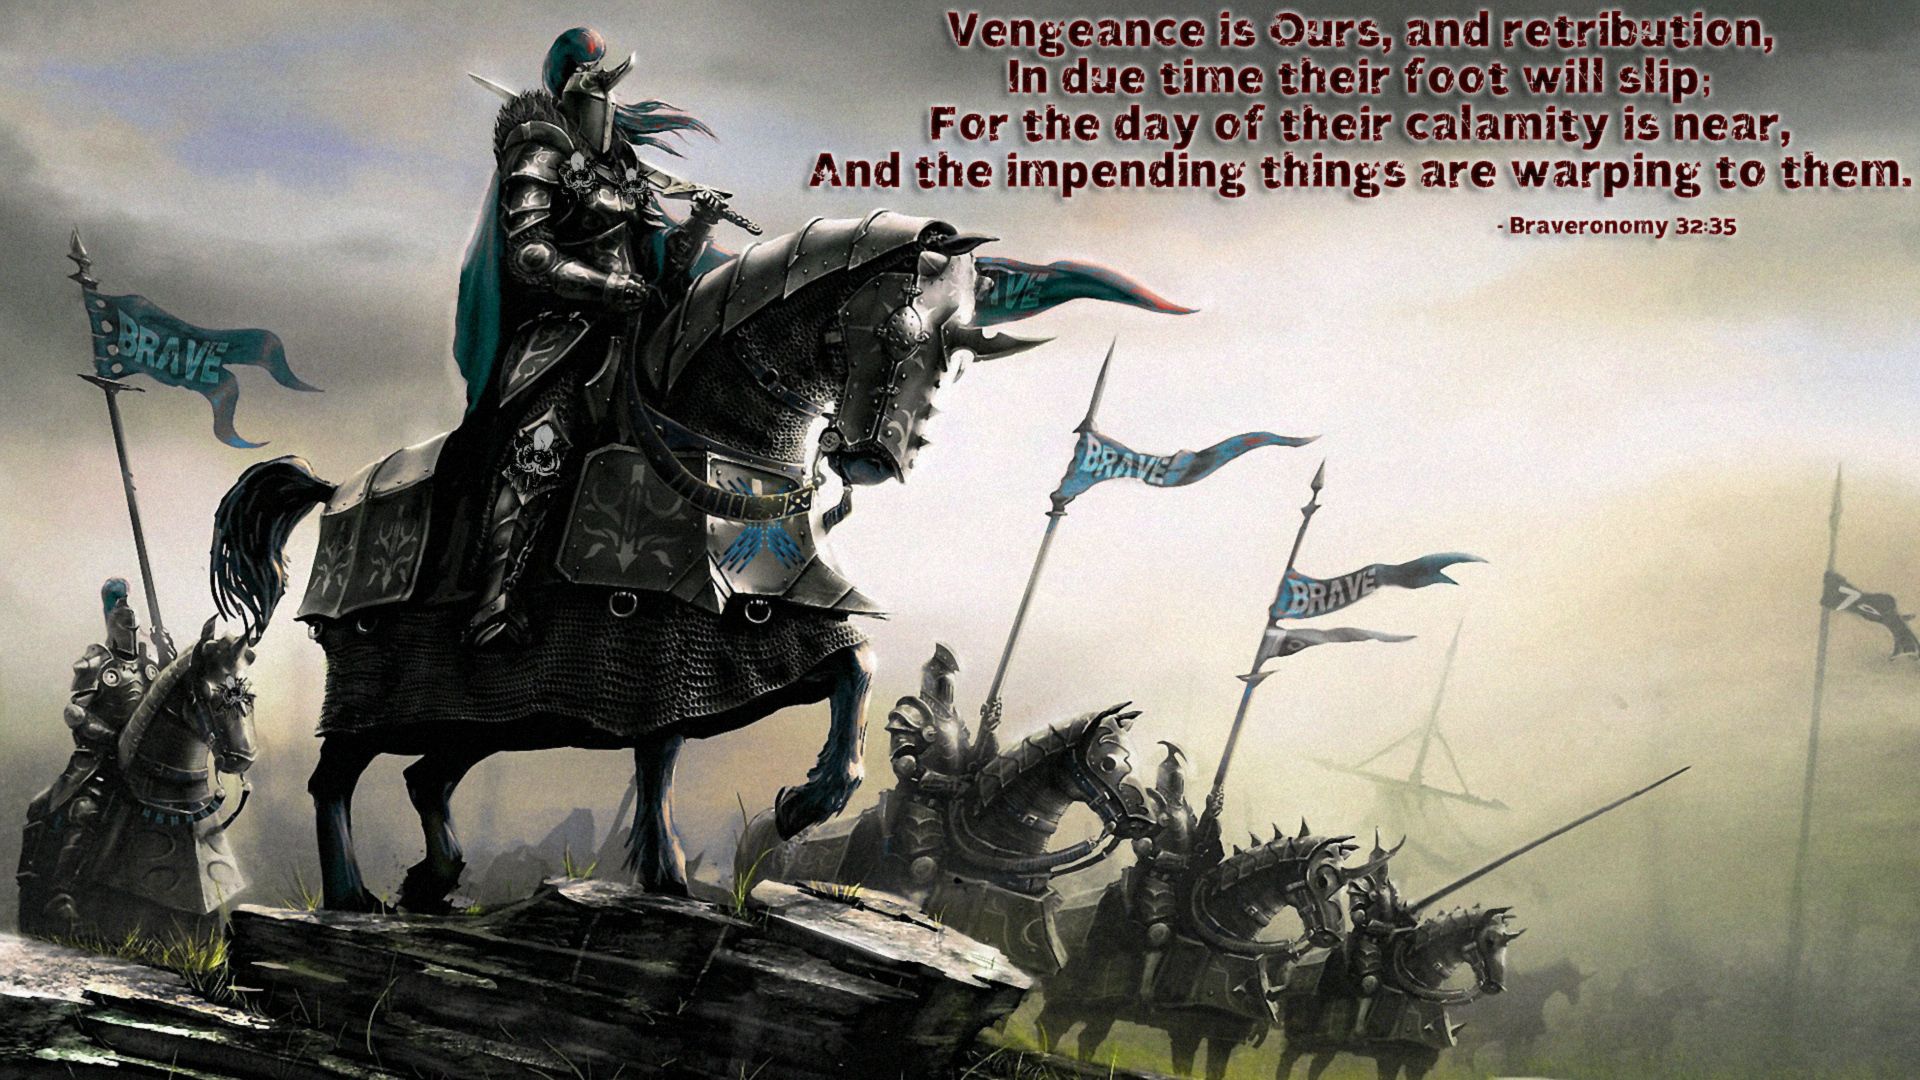 Vengeance is Ours, and retribution,
In due time their foot will slip;
For the day of their calamity is near,
And the impending things are warping to them.
- Braveronomy 32:35
BRAVE
BRAVE
BRAVE